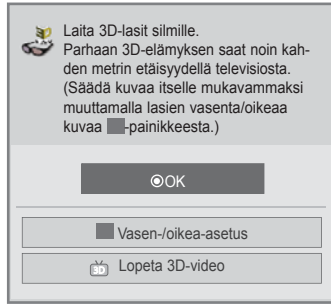 Laita 3D-lasit silmille.
Parhaan 3D-elämyksen saat noin kah-
den metrin etäisyydellä televisiosta.
(Säädä kuvaa itselle mukavammaksi
muuttamalla lasien vasenta/oikeaa
kuvaa ■-painikkeesta.)
◉OK
■ Vasen-/oikea-asetus
3D Lopeta 3D-video